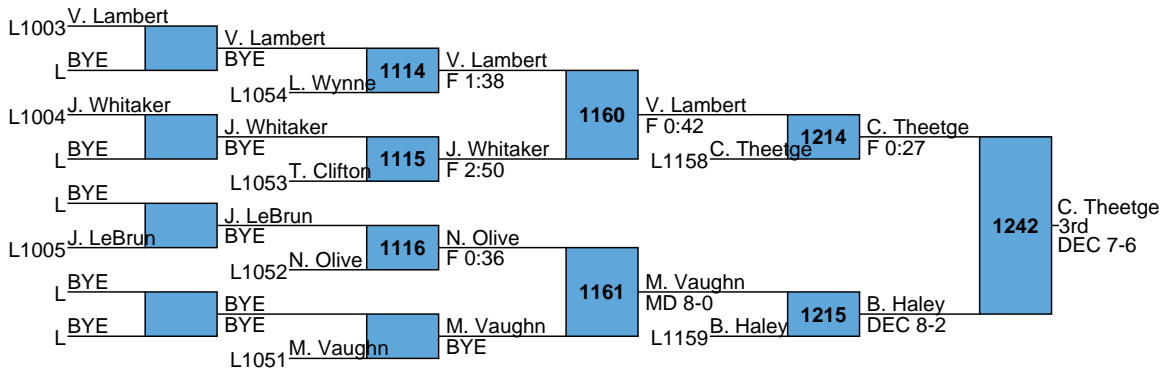 V. Lambert
L1003
BYE
L
V. Lambert
BYE
L. Wynne
L1054
1114
V. Lambert
F 1:38
J. Whitaker
L1004
BYE
L
J. Whitaker
BYE
T. Clifton
L1053
1115
J. Whitaker
F 2:50
1160
V. Lambert
F 0:42
C. Theetge
L1158
1214
C. Theetge
F 0:27
BYE
L
J. LeBrun
L1005
J. LeBrun
BYE
N. Olive
L1052
1116
N. Olive
F 0:36
BYE
L
BYE
L
BYE
BYE
M. Vaughn
L1051
M. Vaughn
BYE
1161
M. Vaughn
MD 8-0
B. Haley
L1159
1215
B. Haley
DEC 8-2
1242
C. Theetge
3rd
DEC 7-6